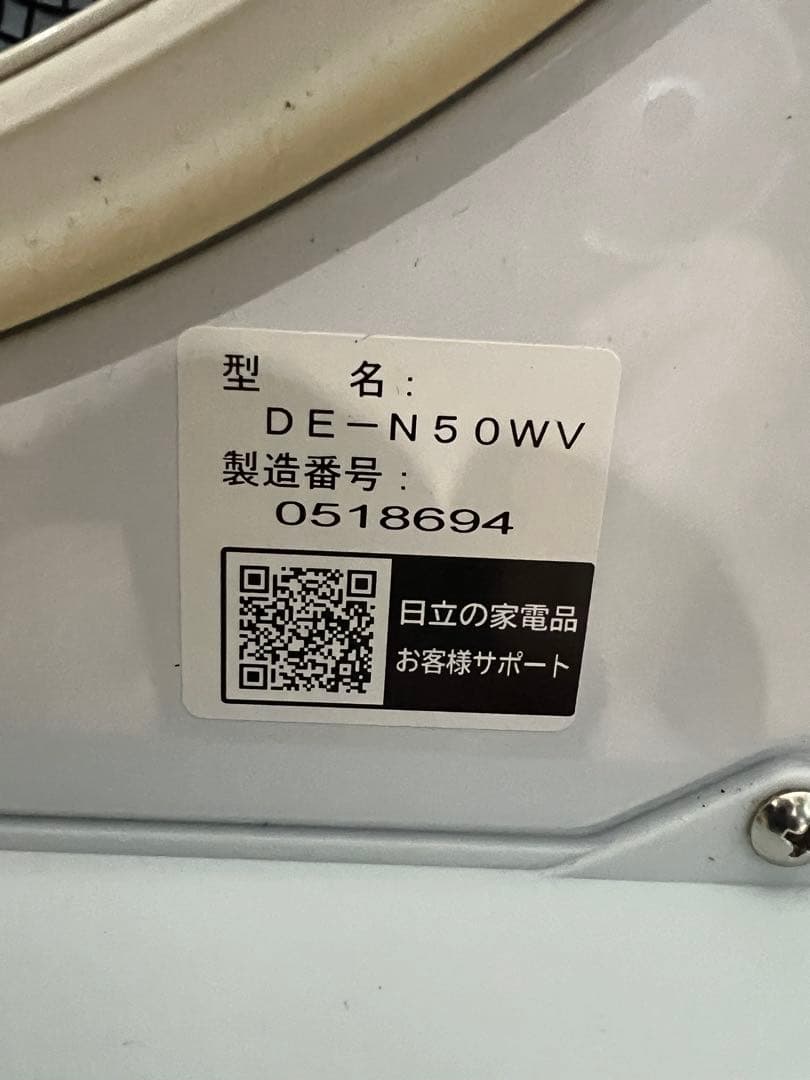 型　　名：
ＤＥ－Ｎ５０ＷＶ
製造番号：
0518694
日立の家電品
お客様サポート